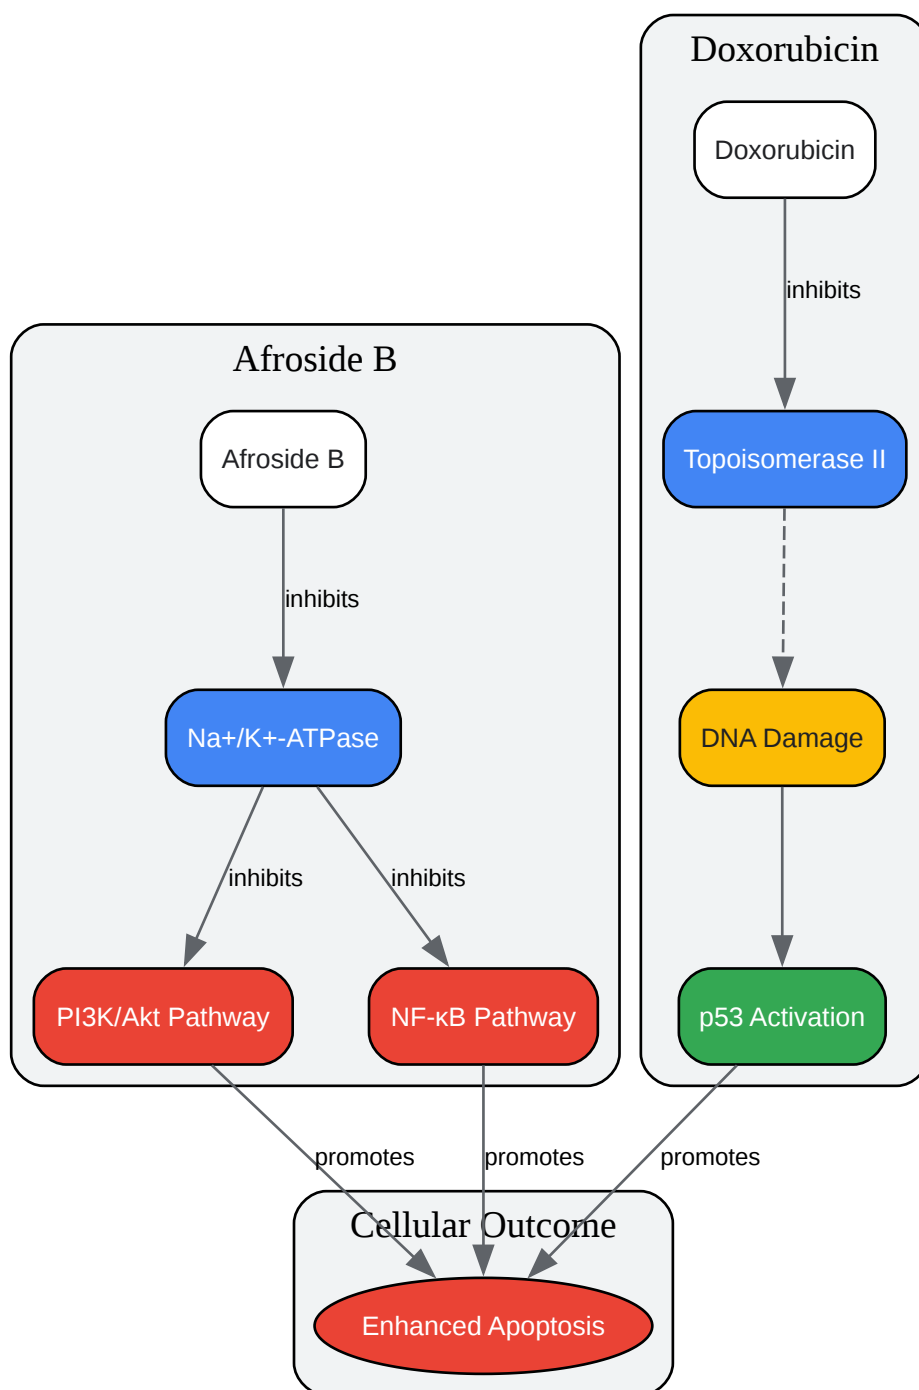 Doxorubicin
Doxorubicin
inhibits
Afroside B
Afroside B
Topoisomerase II
inhibits
Na+/K+-ATPase
DNA Damage
inhibits
inhibits
PI3K/Akt Pathway
NF-κB Pathway
p53 Activation
promotes
promotes
promotes
Cellular Outcome
Enhanced Apoptosis